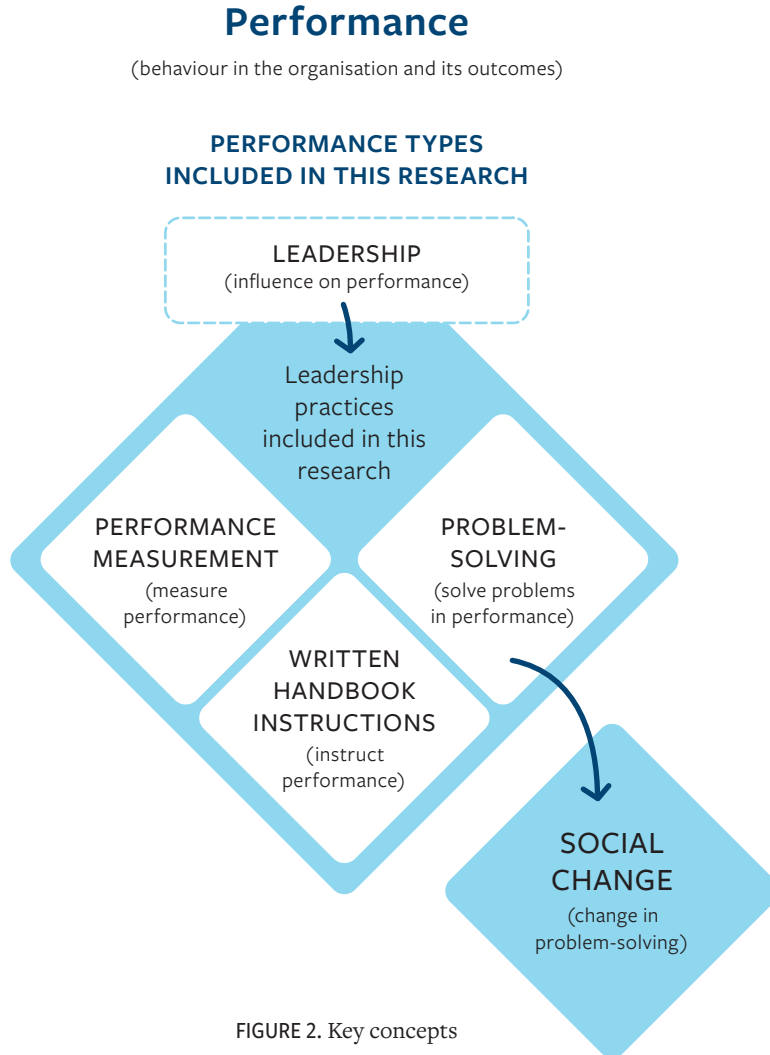 Performance
(behaviour in the organisation and its outcomes)
PERFORMANCE TYPES
INCLUDED IN THIS RESEARCH
LEADERSHIP
(influence on performance)
Leadership
practices
included in this
research
PERFORMANCE
MEASUREMENT
(measure
performance)
PROBLEM-
SOLVING
(solve problems
in performance)
WRITTEN
HANDBOOK
INSTRUCTIONS
(instruct
performance)
SOCIAL
CHANGE
(change in
problem-solving)
FIGURE 2. Key concepts